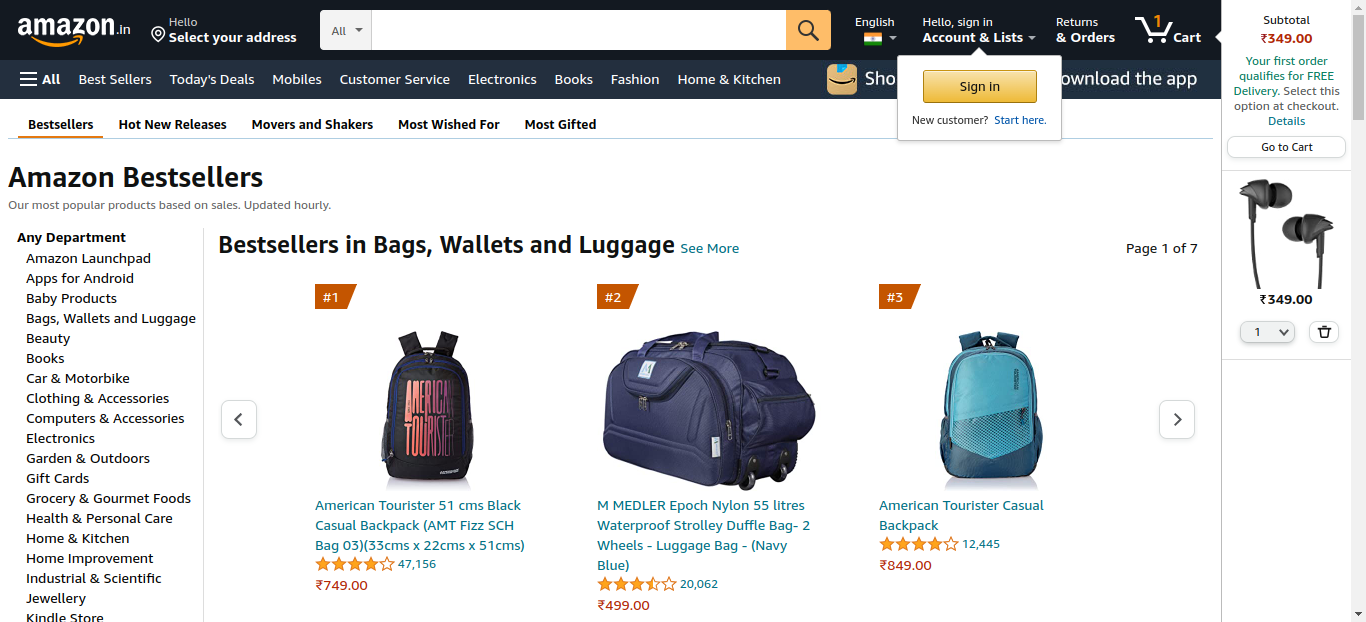 amazon.in
Hello
Select your address
All
English
Hello, sign in
Account & Lists
Returns
& Orders
1
Cart
Subtotal
₹349.00
Your first order
qualifies for FREE
Delivery. Select this
option at checkout.
Details
Go to Cart
₹349.00
1
All
Best Sellers
Today's Deals
Mobiles
Customer Service
Electronics
Books
Fashion
Home & Kitchen
Sho
ownload the app
Sign in
New customer? Start here.
Bestsellers
Hot New Releases
Movers and Shakers
Most Wished For
Most Gifted
Amazon Bestsellers
Our most popular products based on sales. Updated hourly.
Any Department
Amazon Launchpad
Apps for Android
Baby Products
Bags, Wallets and Luggage
Beauty
Books
Car & Motorbike
Clothing & Accessories
Computers & Accessories
Electronics
Garden & Outdoors
Gift Cards
Grocery & Gourmet Foods
Health & Personal Care
Home & Kitchen
Home Improvement
Industrial & Scientific
Jewellery
Kindle Store
Bestsellers in Bags, Wallets and Luggage See More
Page 1 of 7
#1
AMERICAN
TOURISTER
American Tourister 51 cms Black
Casual Backpack (AMT Fizz SCH
Bag 03)(33cms x 22cms x 51cms)
47,156
₹749.00
#2
M MEDLER Epoch Nylon 55 litres
Waterproof Strolley Duffle Bag- 2
Wheels - Luggage Bag - (Navy
Blue)
20,062
₹499.00
#3
American Tourister Casual
Backpack
12,445
₹849.00